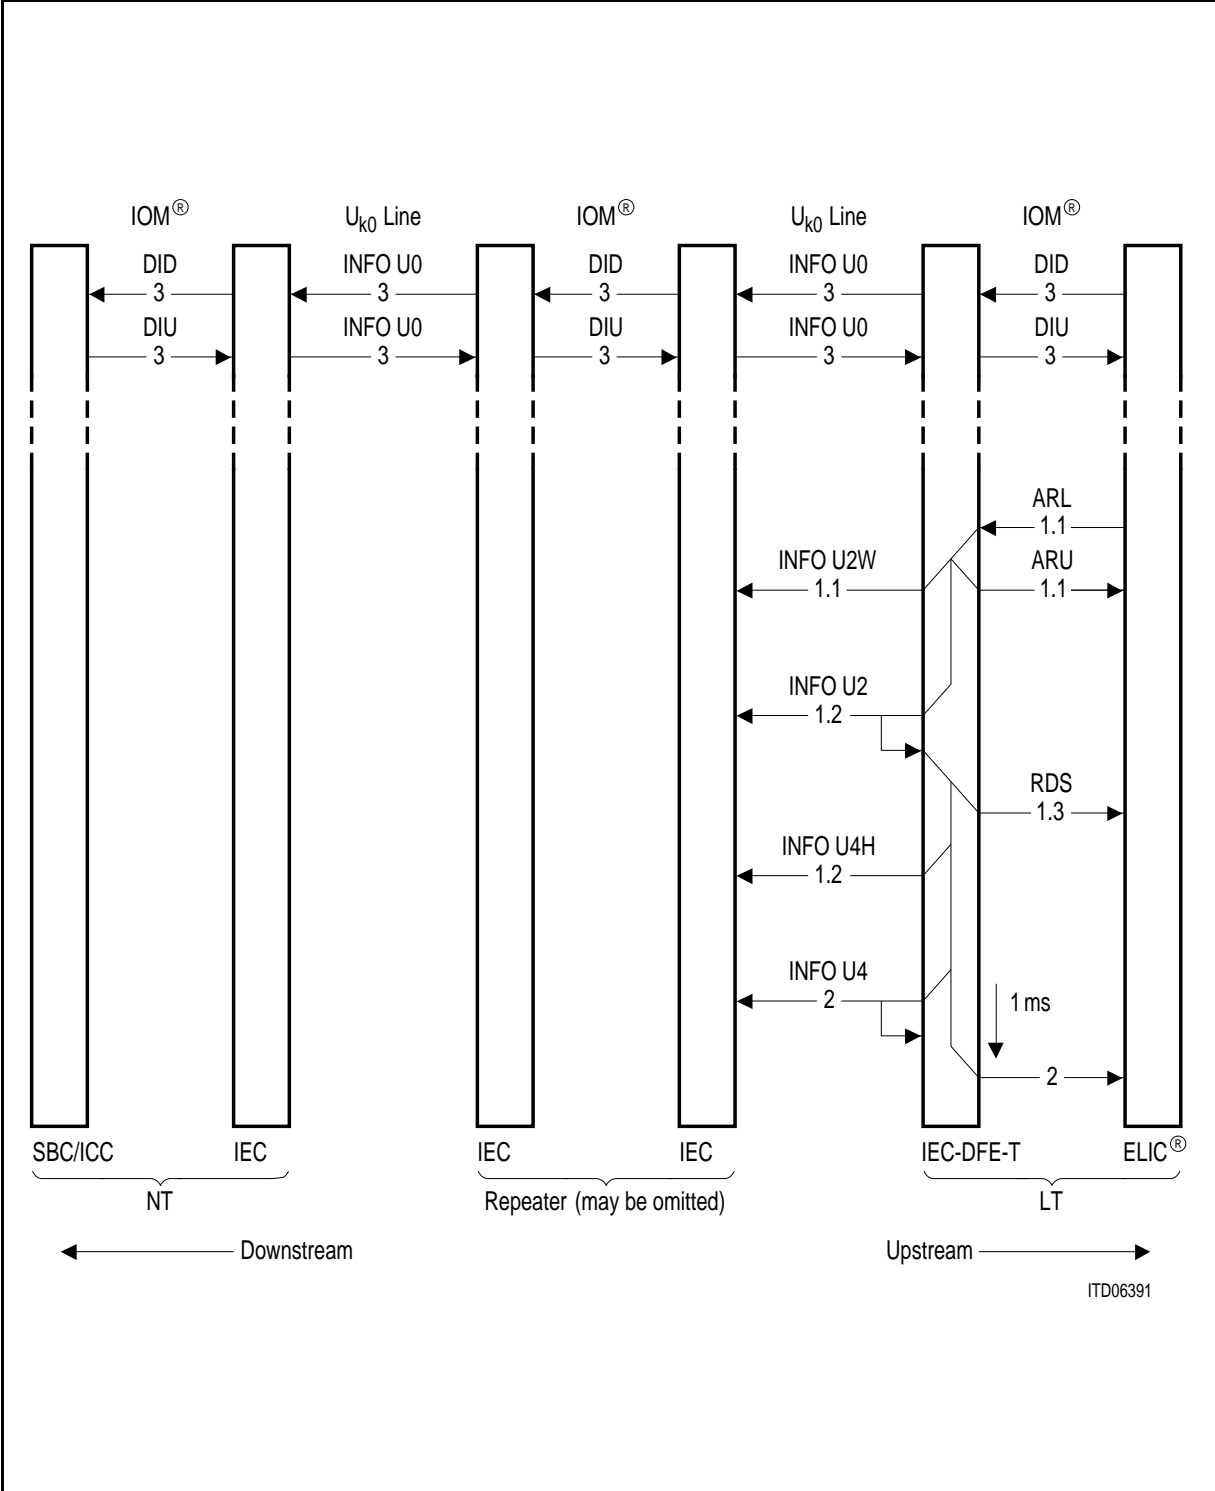 IOM® Uk0 Line IOM® Uk0 Line IOM®
DID INFO U0 DID INFO U0 DID
3 3 3 3 3
DIU INFO U0 DIU INFO U0 DIU
3 3 3 3 3
ARL
1.1
INFO U2W ARU
1.1 1.1
INFO U2
1.2
RDS
1.3
INFO U4H
1.2
INFO U4
2 1 ms
2
SBC/ICC IEC IEC IEC IEC-DFE-T ELIC®
NT Repeater (may be omitted) LT
Downstream Upstream
ITD06391